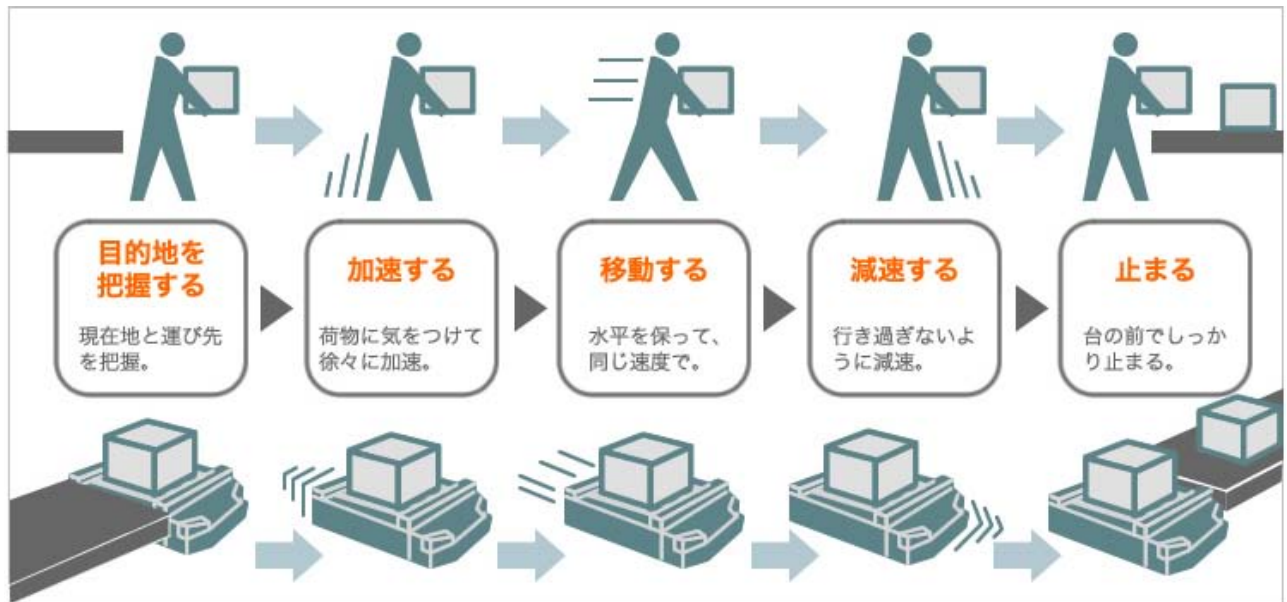 目的地を
把握する
現在地と運び先
を把握。
加速する
荷物に気をつけて
徐々に加速。
移動する
水平を保って、
同じ速度で。
減速する
行き過ぎないよ
うに減速。
止まる
台の前でしっか
り止まる。